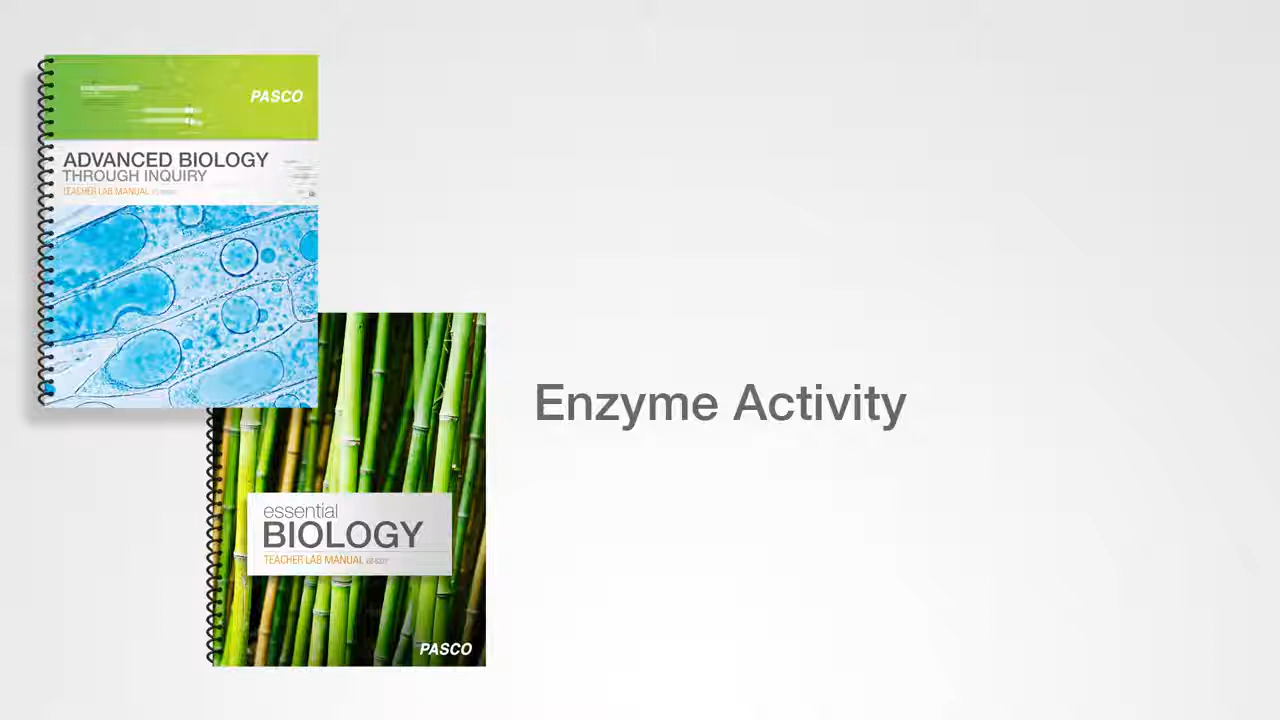 PASCO
ADVANCED BIOLOGY
THROUGH INQUIRY
TEACHER LAB MANUAL
Enzyme Activity
essential
BIOLOGY
TEACHER LAB MANUAL
PASCO